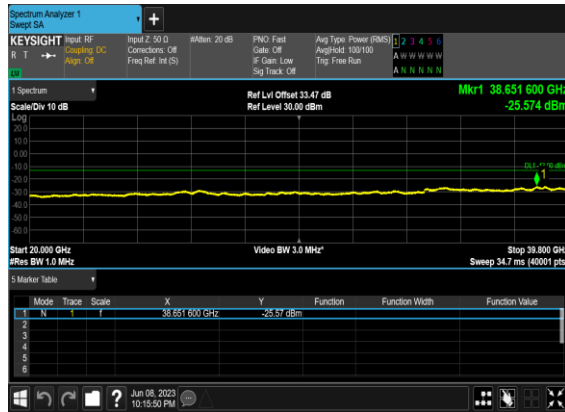 Spectrum Analyzer 1
Swept SA
+
KEYSIGHT Input: RF Input Z: 50 Ω #Atten: 20 dB PNO: Fast Avg Type: Power (RMS) 1 2 3 4 5 6
R T Coupling: DC Corrections: Off Gate: Off Avg|Hold: 100/100 A W W W W W
Align: Off Freq Ref: Int (S) IF Gain: Low Trig: Free Run
Sig Track: Off A N N N N N
LW
1 Spectrum Ref Lvl Offset 33.47 dB Mkr1 38.651 600 GHz
Scale/Div 10 dB Ref Level 30.00 dBm -25.574 dBm
Log
20.0
10.0
0.00
-10.0
DL1 -13.00 dBm
1
-20.0
-30.0
-40.0
-50.0
-60.0
Start 20.000 GHz Video BW 3.0 MHz* Stop 39.800 GH
#Res BW 1.0 MHz Sweep 34.7 ms (40001 pts
5 Marker Table
Mode Trace Scale X Y Function Function Width Function Value
1 N 1 f 38.651 600 GHz -25.57 dBm
2
3
4
5
6
? Jun 08, 2023
10:15:50 PM